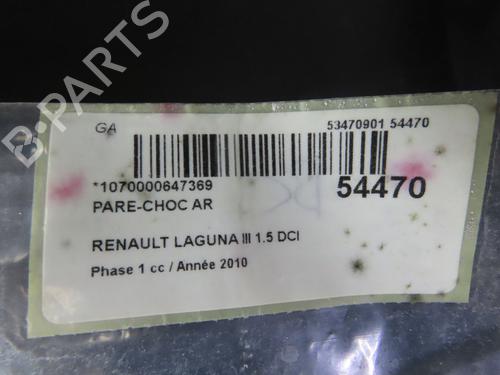 GA
53470901 54470
*1070000647369
54470
PARE-CHOC AR
RENAULT LAGUNA III 1.5 DCI
Phase 1 cc / Année 2010
B-PARTS